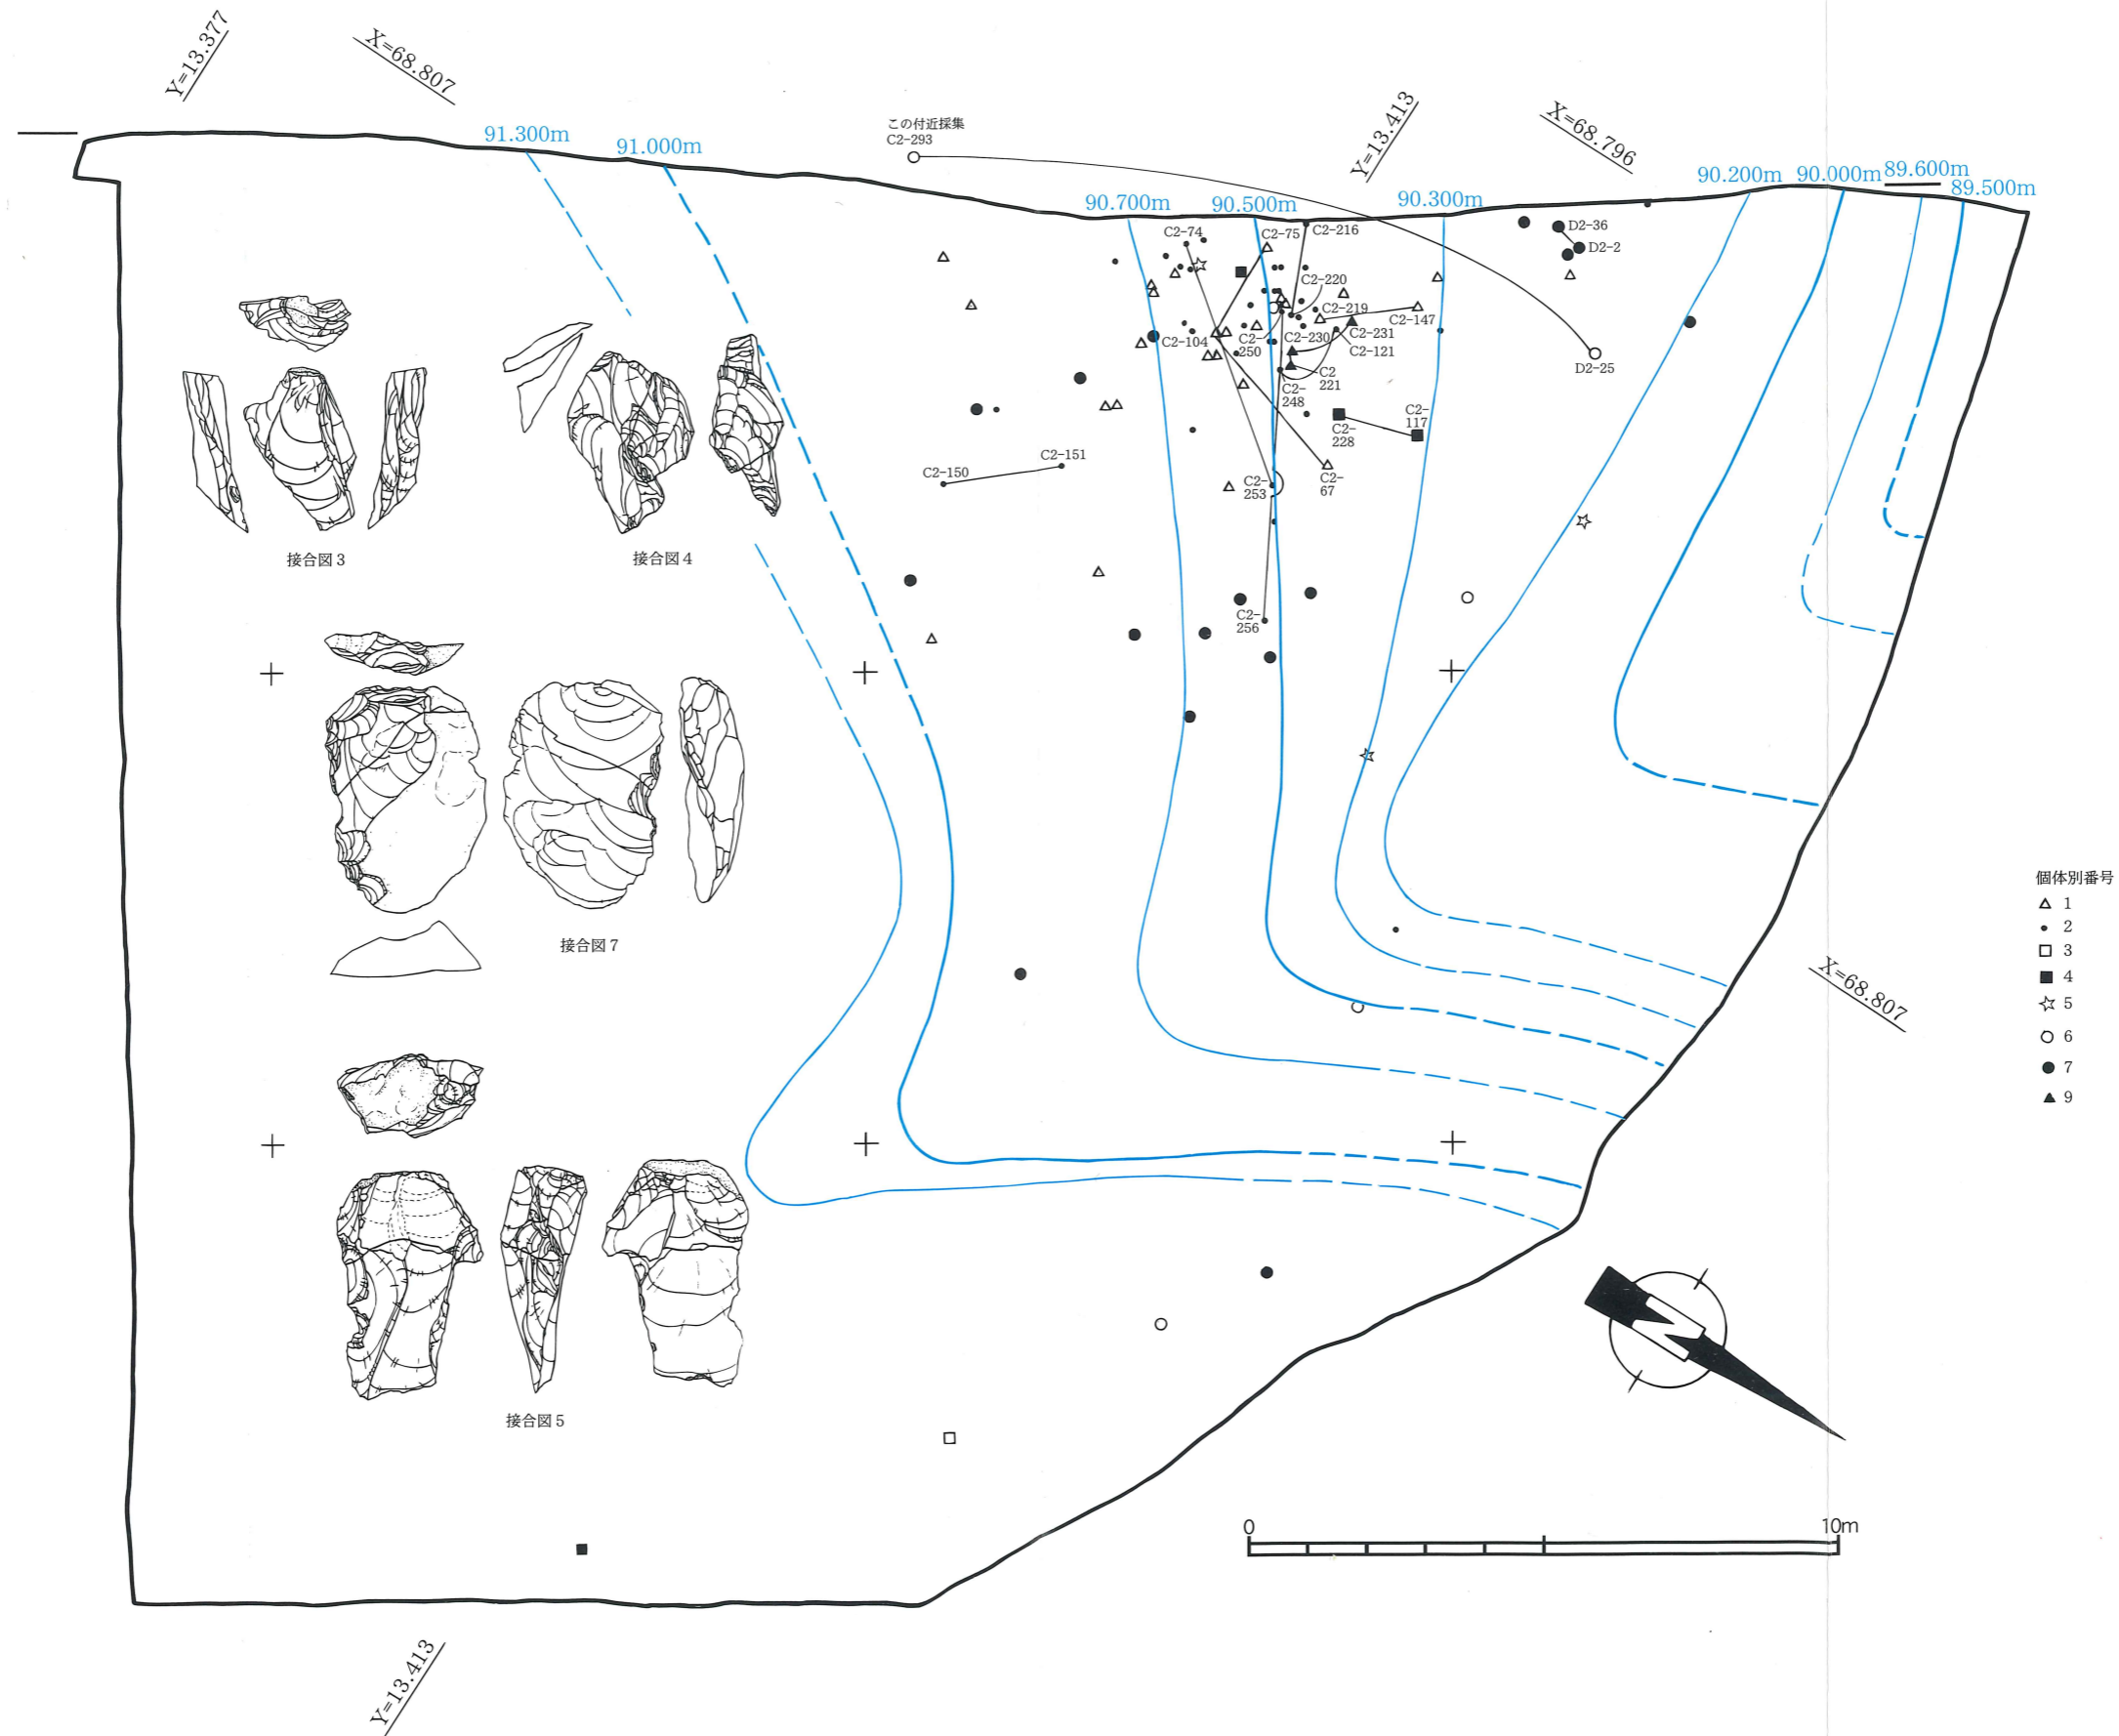 Y=13.377
X=68.807
この付近採集
C2-293
Y=13.413
X=68.796
91.300m
91.000m
90.700m
90.500m
90.300m
90.200m
90.000m
89.600m
89.500m
C2-74
C2-75
C2-216
D2-36
D2-2
C2-220
C2-219
C2-147
C2-104
C2-
250
C2-230
C2-231
C2-121
C2
221
C2-
248
D2-25
C2-
228
C2-
117
C2-150
C2-151
C2-
253
C2-
67
C2-
256
接合図3
接合図4
接合図7
接合図5
個体別番号
1
2
3
4
5
6
7
9
X=68.807
0
10m
Y=13.413